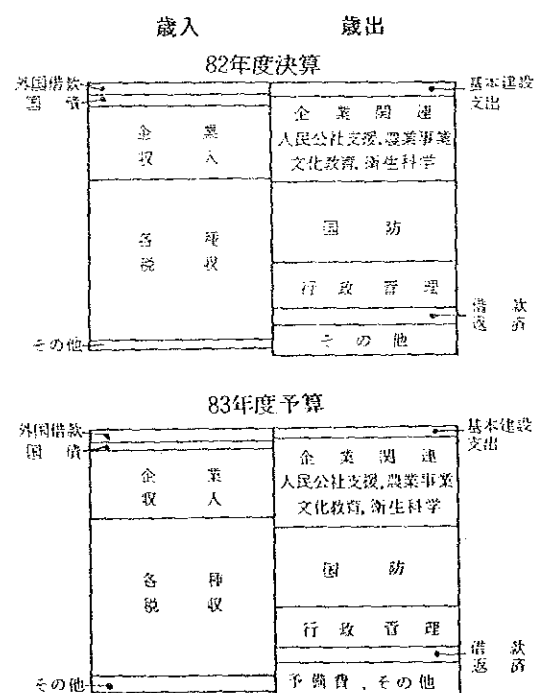 歳入 歳出
82年度決算
外国借款
国債
企業
収入
各種
税収
その他
基本建設
支出
企業関連
人民公社支援,農業事業
文化教育,衛生科学
国防
行政管理
借款
返済
その他
83年度予算
外国借款
国債
企業
収入
各種
税収
その他
基本建設
支出
企業関連
人民公社支援,農業事業
文化教育,衛生科学
国防
行政管理
借款
返済
予備費,その他